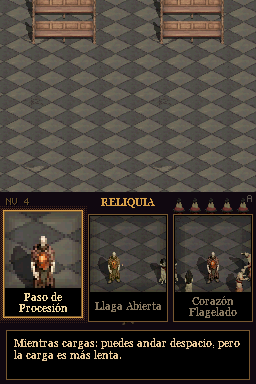 NV 4
RELIQUIA
A
Paso de
Procesión
Llaga Abierta
Corazón
Flagelado
Mientras cargas: puedes andar despacio, pero
la carga es más lenta.